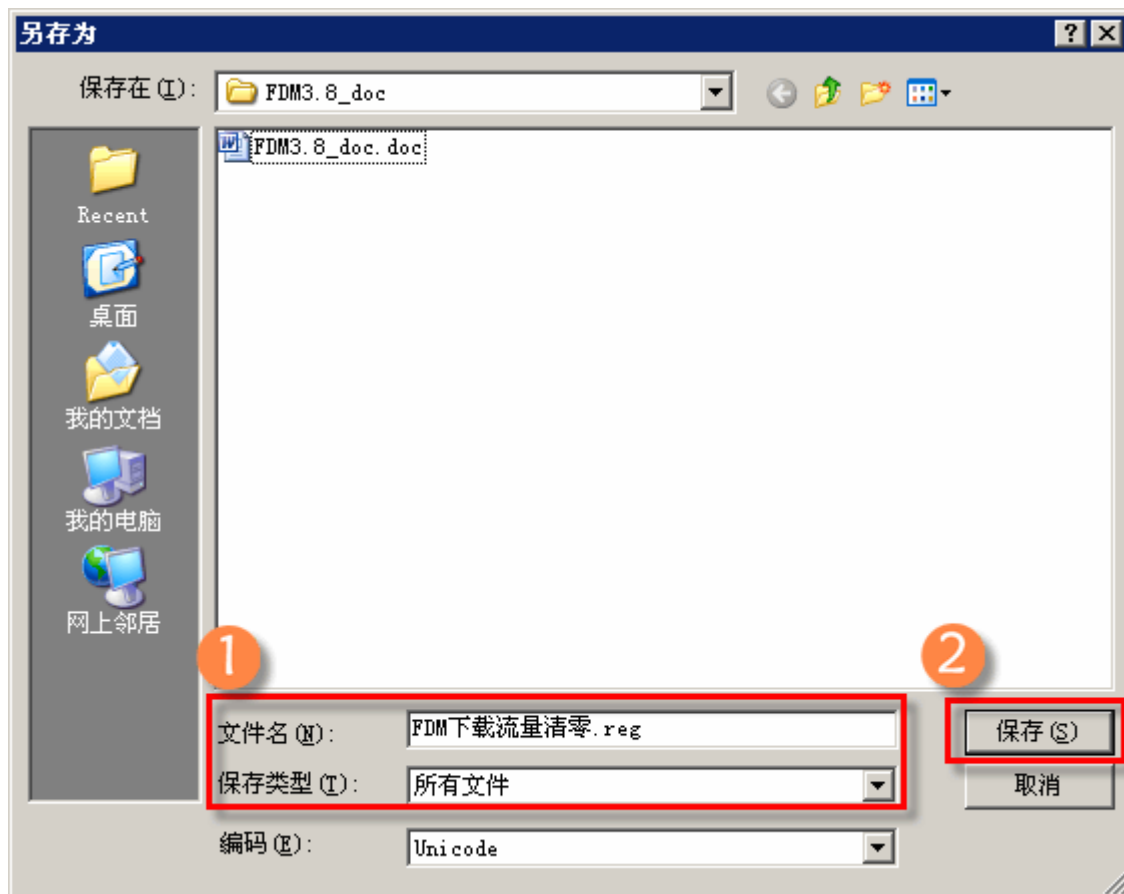 另存为
保存在(I):
FDM3.8_doc
FDM3.8_doc.doc
Recent
桌面
我的文档
我的电脑
网上邻居
1
2
文件名(N):
FDM下载流量清零.reg
保存(S)
保存类型(T):
所有文件
取消
编码(E):
Unicode